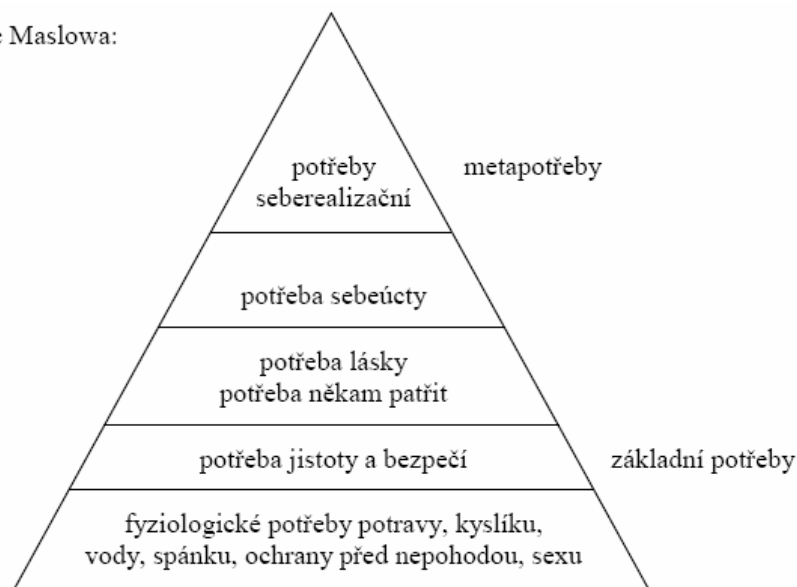 e Maslowa:
potřeby
seberealizační
metapotřeby
potřeba sebeúcty
potřeba lásky
potřeba někam patřit
potřeba jistoty a bezpečí
základní potřeby
fyziologické potřeby potravy, kyslíku,
vody, spánku, ochrany před nepohodou, sexu